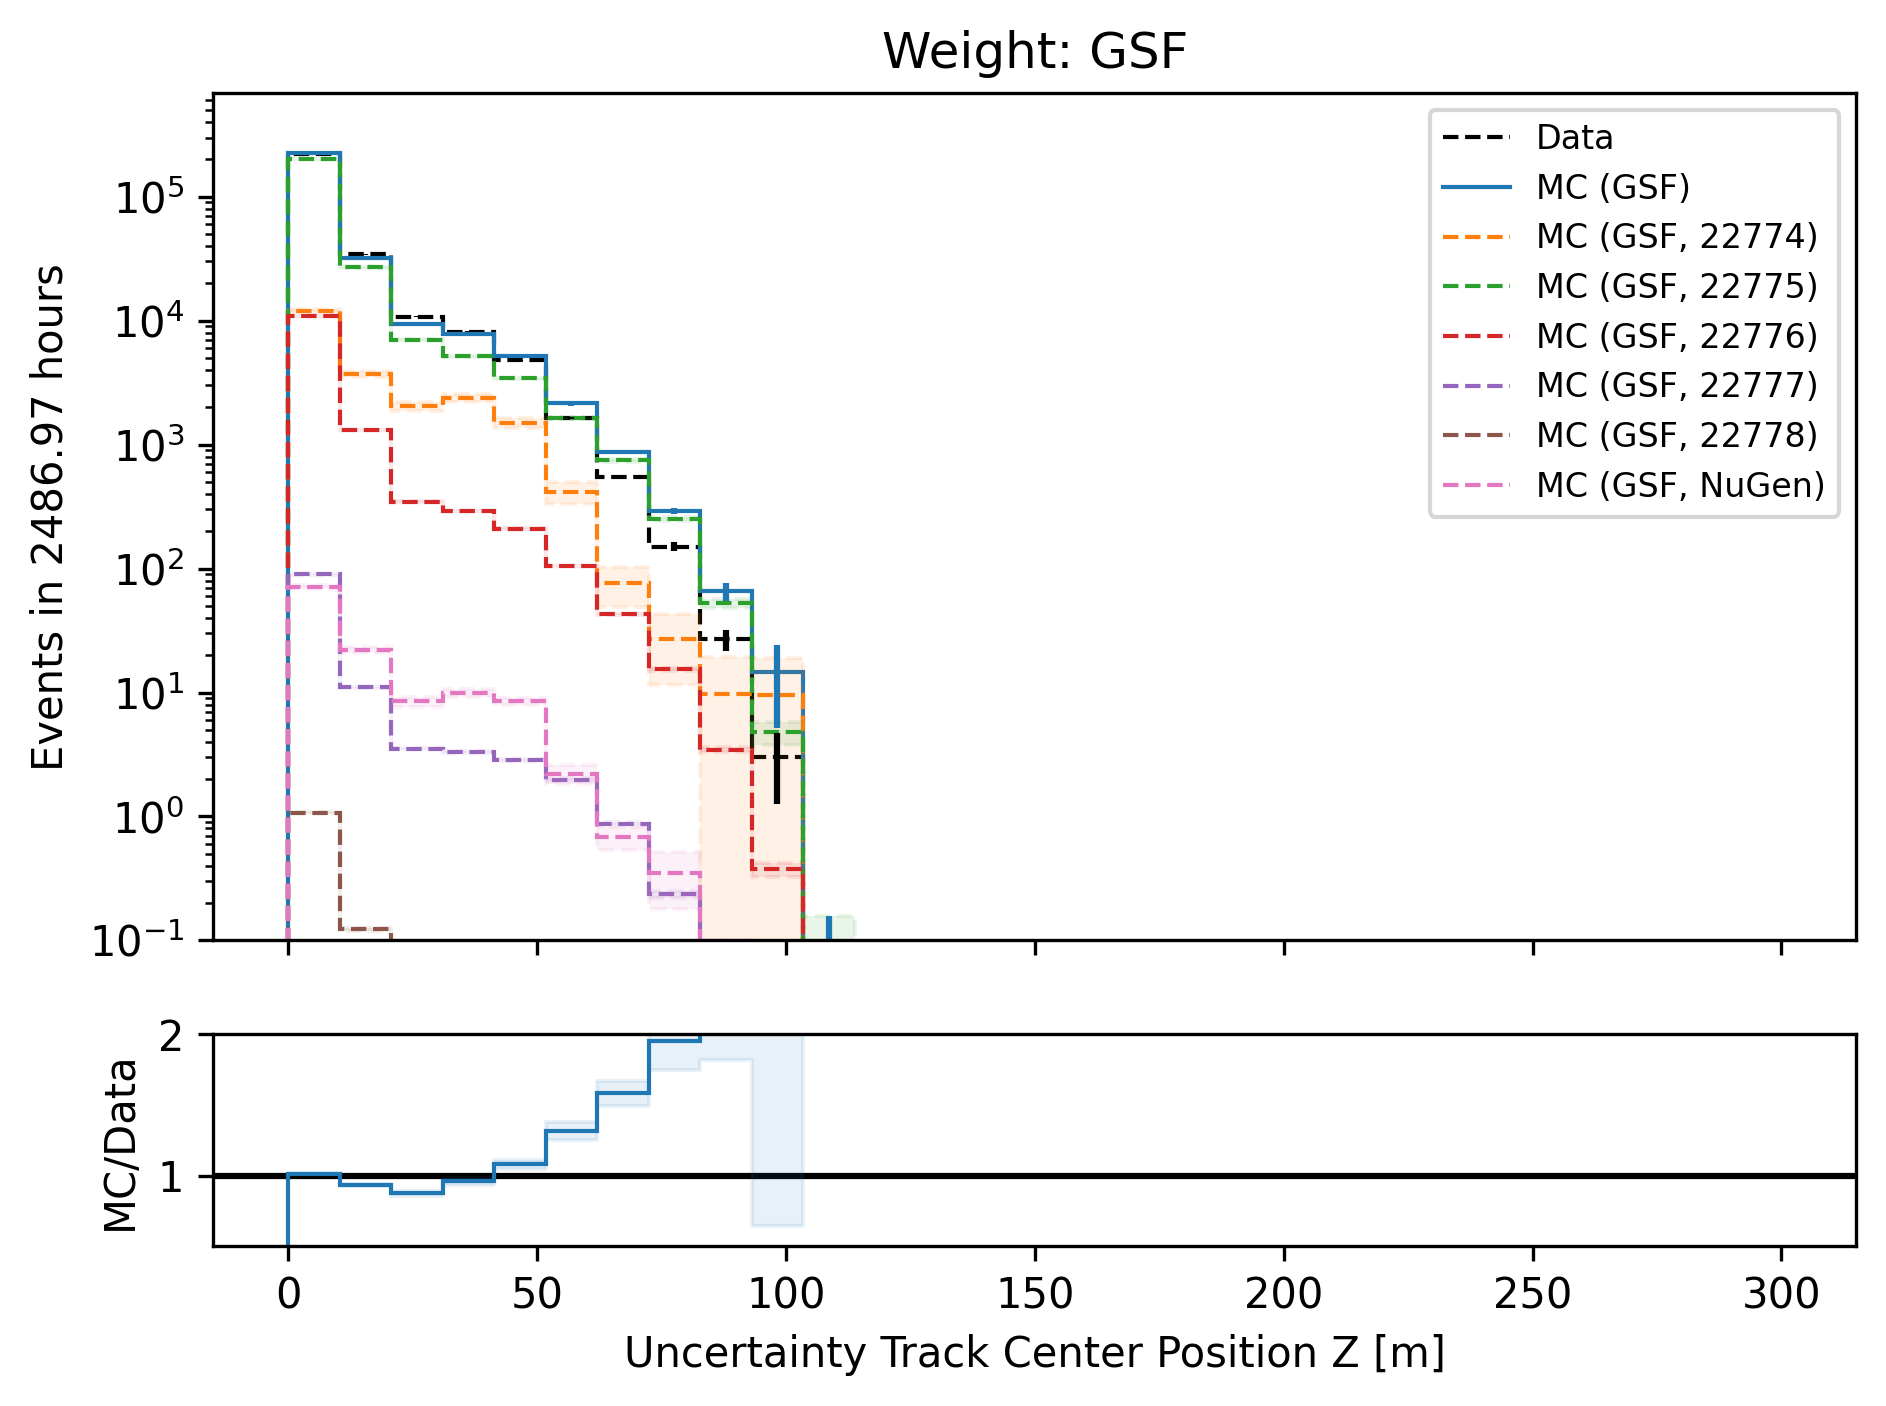 Weight: GSF
Events in 2486.97 hours
10⁵
10⁴
10³
10²
10¹
10⁰
10⁻¹
Data
MC (GSF)
MC (GSF, 22774)
MC (GSF, 22775)
MC (GSF, 22776)
MC (GSF, 22777)
MC (GSF, 22778)
MC (GSF, NuGen)
MC/Data
2
1
0 50 100 150 200 250 300
Uncertainty Track Center Position Z [m]